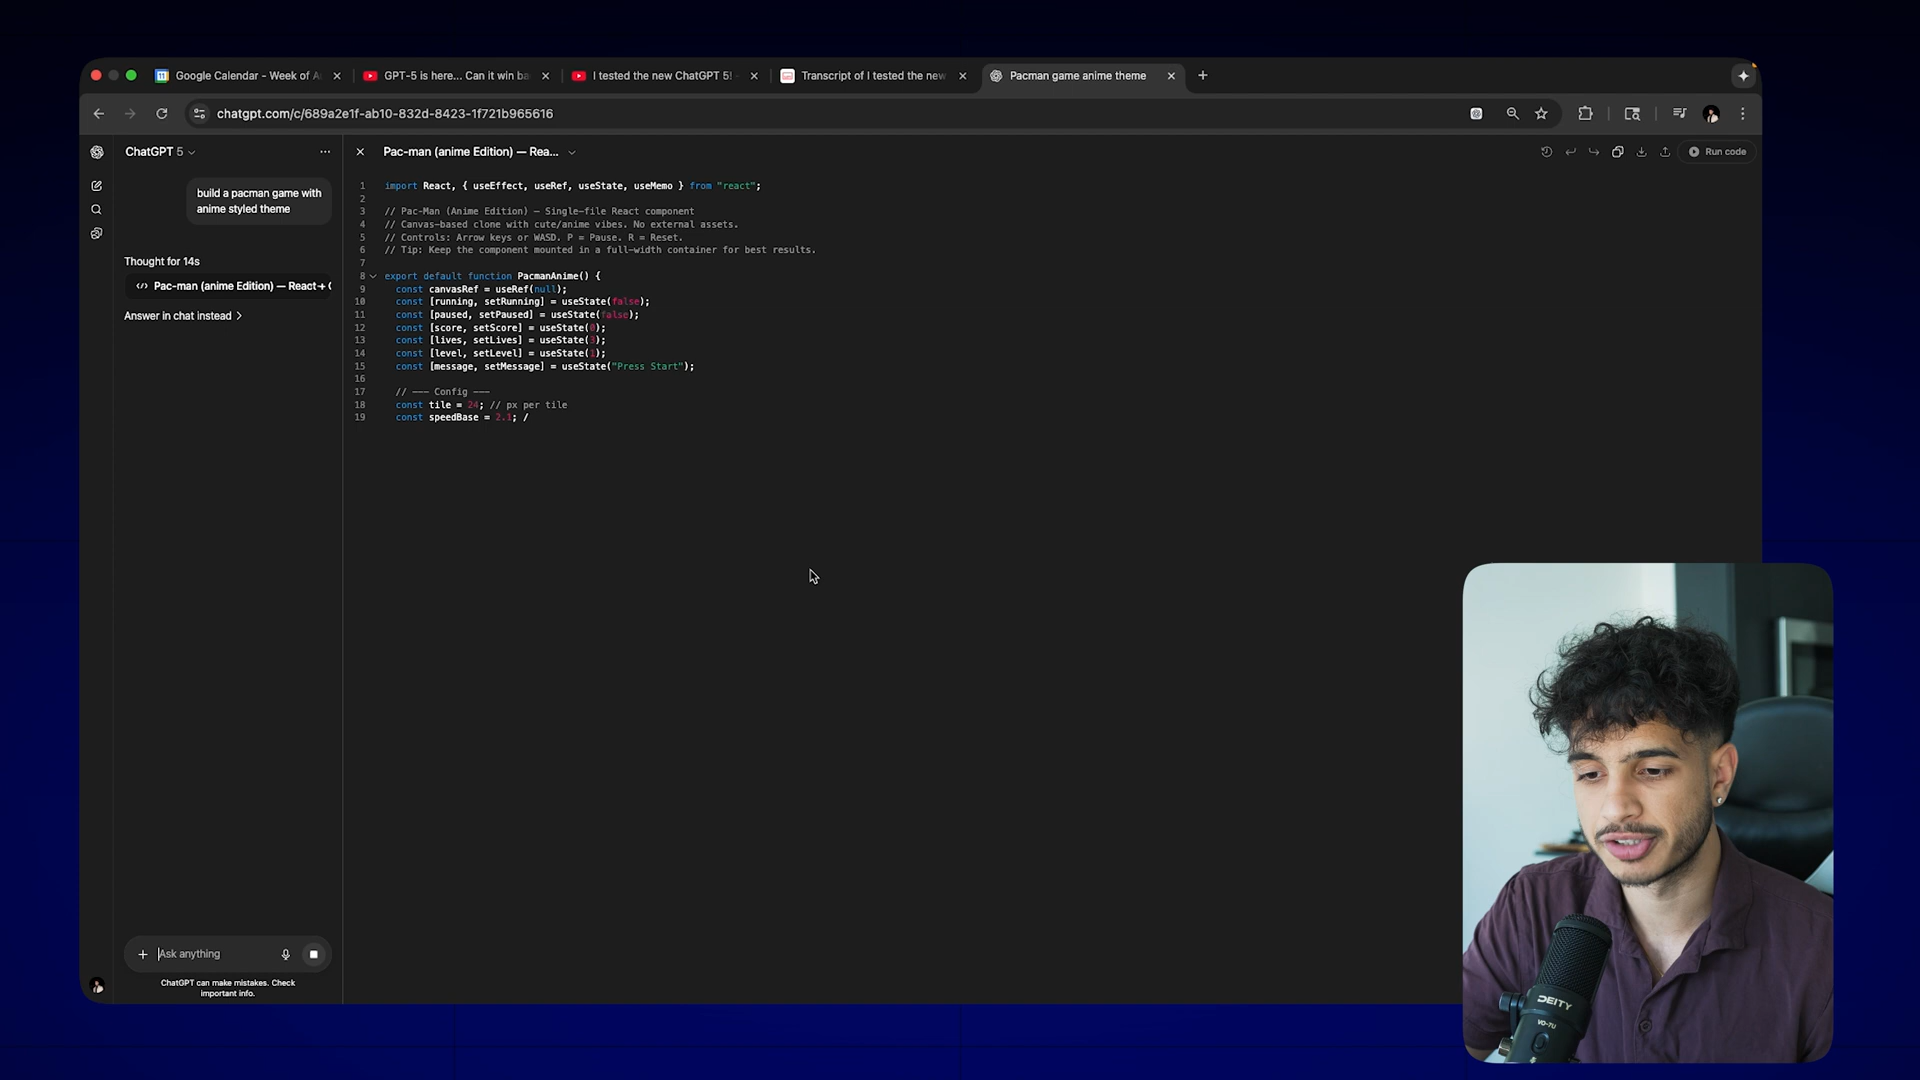 Google Calendar - Week of A
GPT-5 is here... Can it win ba
I tested the new ChatGPT 5!
Transcript of I tested the new
Pacman game anime theme
chatgpt.com/c/689a2e1f-ab10-832d-8423-1f721b965616
ChatGPT 5
Pac-man (anime Edition) — Rea...
Run code
build a pacman game with
anime styled theme
Thought for 14s
Pac-man (anime Edition) — React + C
Answer in chat instead
1 import React, { useEffect, useRef, useState, useMemo } from "react";
2
3 // Pac-Man (Anime Edition) — Single-file React component
4 // Canvas-based clone with cute/anime vibes. No external assets.
5 // Controls: Arrow keys or WASD. P = Pause. R = Reset.
6 // Tip: Keep the component mounted in a full-width container for best results.
7
8 export default function PacmanAnime() {
9 const canvasRef = useRef(null);
10 const [running, setRunning] = useState(false);
11 const [paused, setPaused] = useState(false);
12 const [score, setScore] = useState(0);
13 const [lives, setLives] = useState(3);
14 const [level, setLevel] = useState(1);
15 const [message, setMessage] = useState("Press Start");
16
17 // —— Config ——
18 const tile = 24; // px per tile
19 const speedBase = 2.1; /
Ask anything
ChatGPT can make mistakes. Check
important info.
DEITY
VO-7U